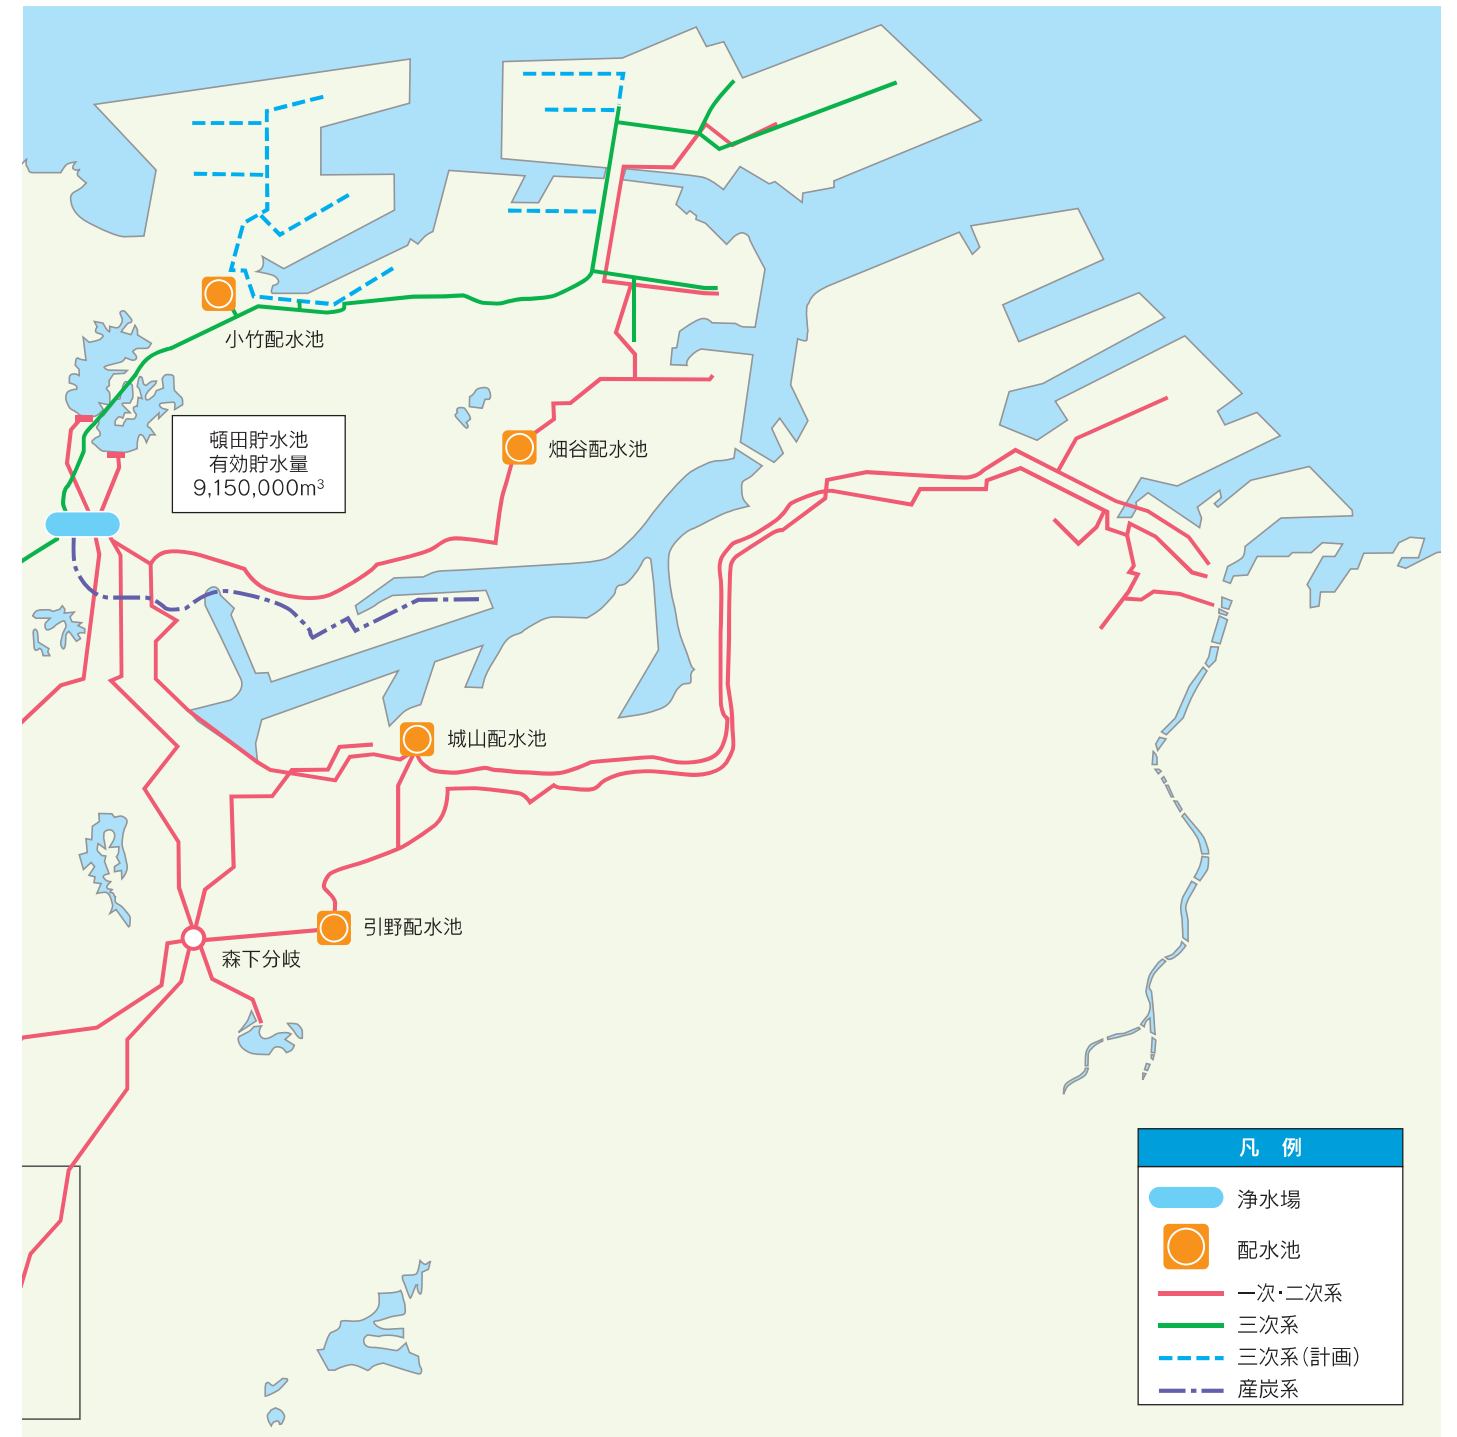 小竹配水池
頓田貯水池
有効貯水量
9,150,000m³
畑谷配水池
城山配水池
引野配水池
森下分岐
凡 例
浄水場
配水池
一次・二次系
三次系
三次系(計画)
産炭系